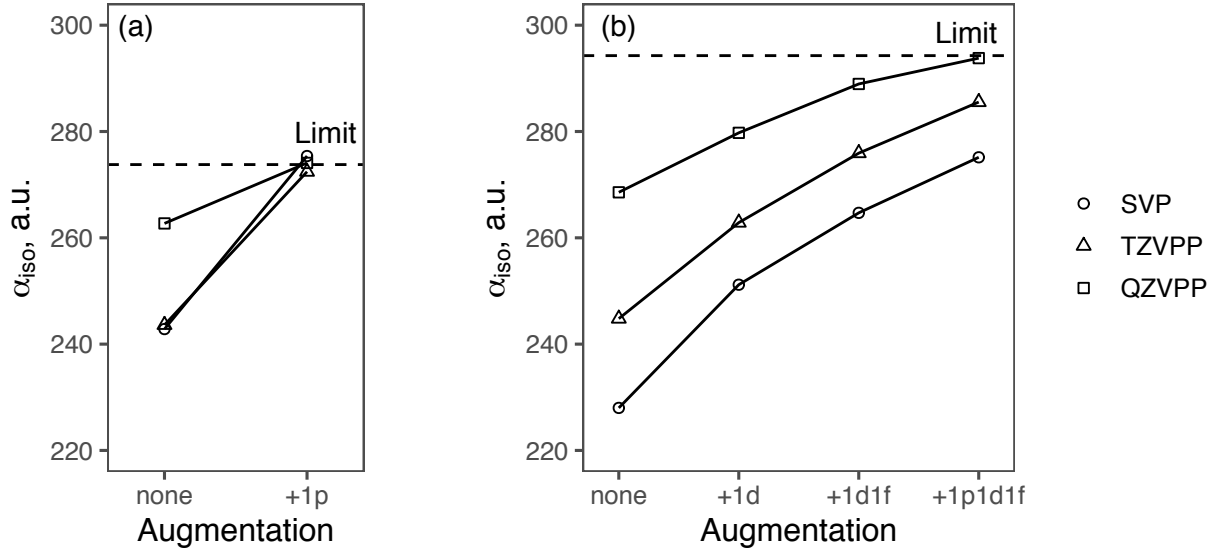 (a)
300
280
260
240
220
αiso, a.u.
Limit
none
+1p
Augmentation
(b)
300
280
260
240
220
αiso, a.u.
Limit
none
+1d
+1d1f
+1p1d1f
Augmentation
SVP
TZVPP
QZVPP